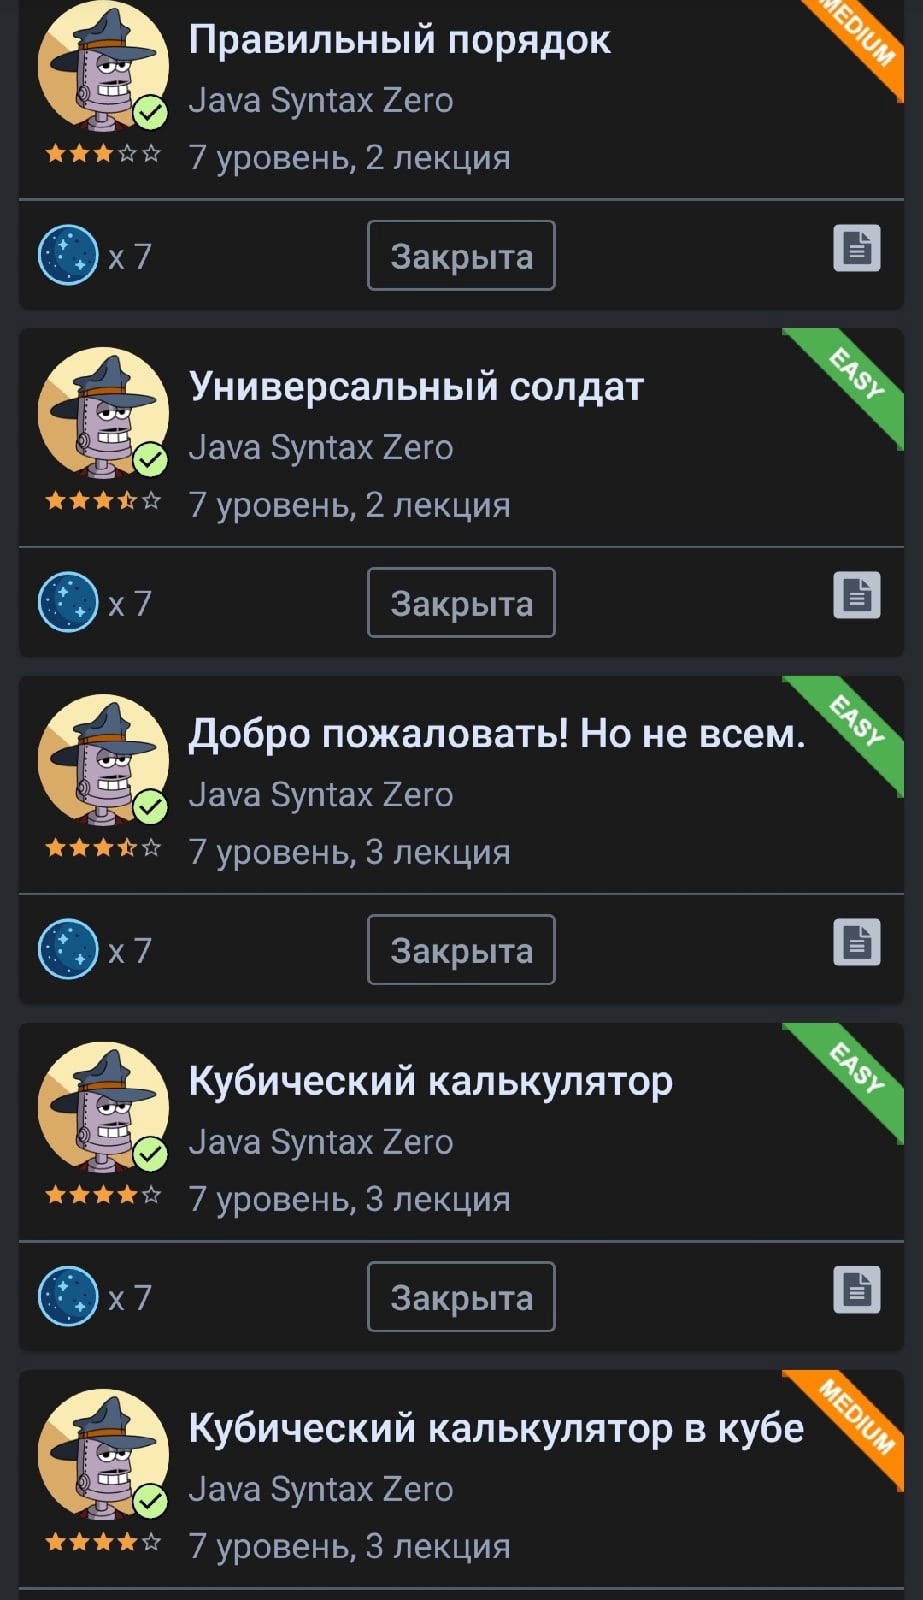 Правильный порядок
MEDIUM
Java Syntax Zero
7 уровень, 2 лекция
x 7
Закрыта
Универсальный солдат
EASY
Java Syntax Zero
7 уровень, 2 лекция
x 7
Закрыта
Добро пожаловать! Но не всем.
EASY
Java Syntax Zero
7 уровень, 3 лекция
x 7
Закрыта
Кубический калькулятор
EASY
Java Syntax Zero
7 уровень, 3 лекция
x 7
Закрыта
Кубический калькулятор в кубе
MEDIUM
Java Syntax Zero
7 уровень, 3 лекция